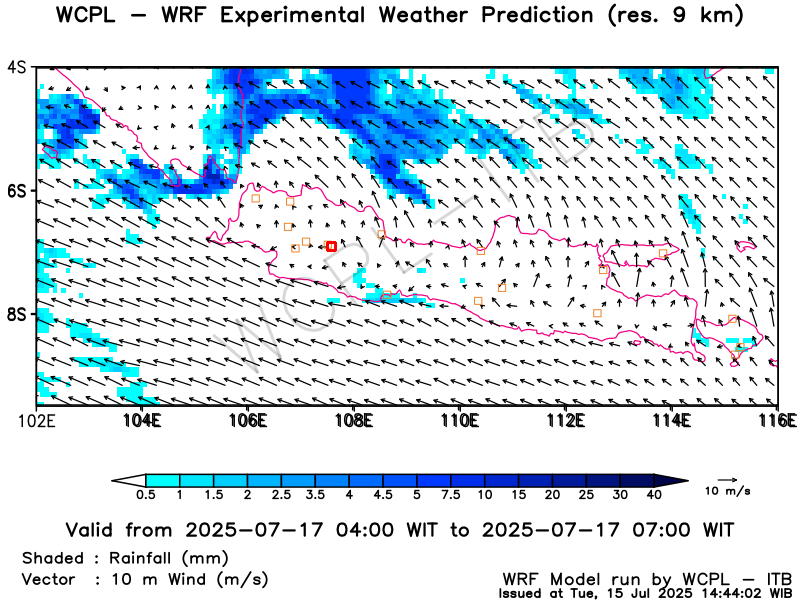 WCPL – WRF Experimental Weather Prediction (res. 9 km)
4S
6S
8S
102E 104E 106E 108E 110E 112E 114E 116E
WCPL-ITB
0.5 1 1.5 2 2.5 3.5 4 4.5 5 7.5 10 15 20 25 30 40
10 m/s
Valid from 2025-07-17 04:00 WIT to 2025-07-17 07:00 WIT
Shaded : Rainfall (mm)
Vector : 10 m Wind (m/s)
WRF Model run by WCPL – ITB
Issued at Tue, 15 Jul 2025 14:44:02 WIB